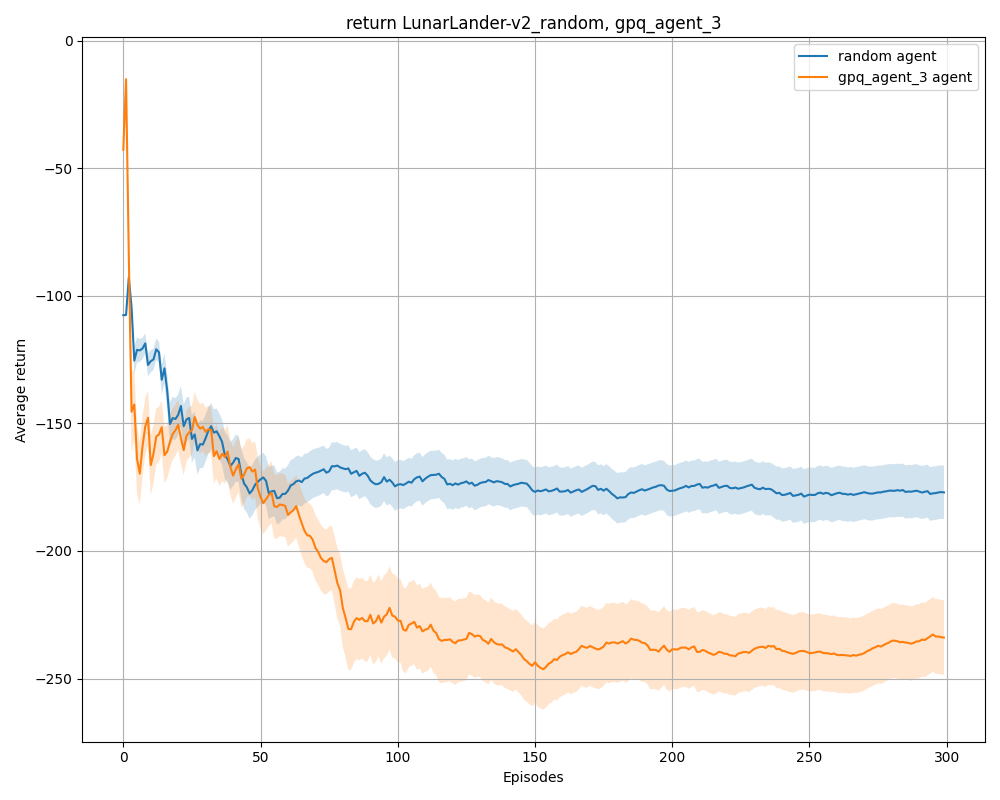 return LunarLander-v2_random, gpq_agent_3
random agent
gpq_agent_3 agent
Average return
0
−50
−100
−150
−200
−250
0 50 100 150 200 250 300
Episodes